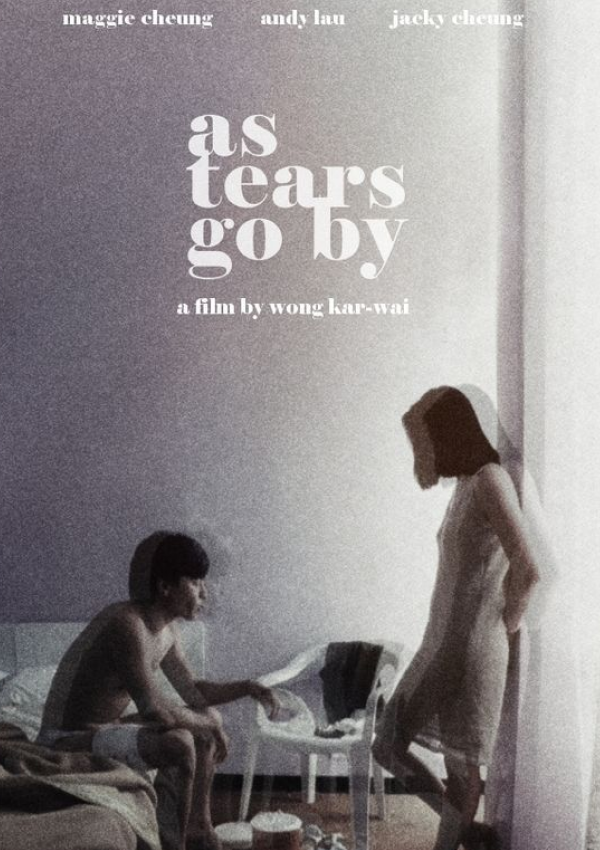 maggie cheung andy lau jacky cheung
as
tears
go by
a film by wong kar-wai